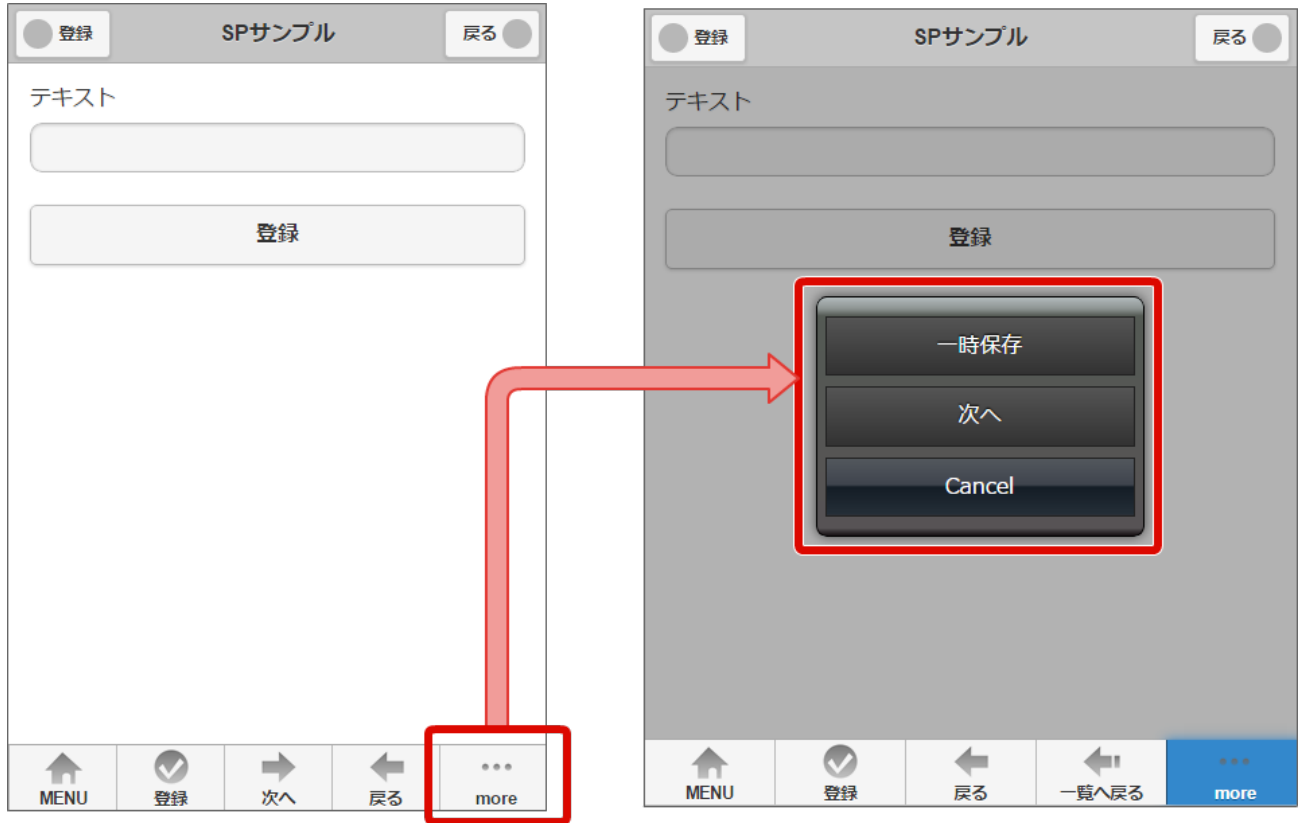 登録
SPサンプル
戻る
テキスト
登録
MENU
登録
次へ
戻る
more
登録
SPサンプル
戻る
テキスト
登録
一時保存
次へ
Cancel
MENU
登録
戻る
一覧へ戻る
more